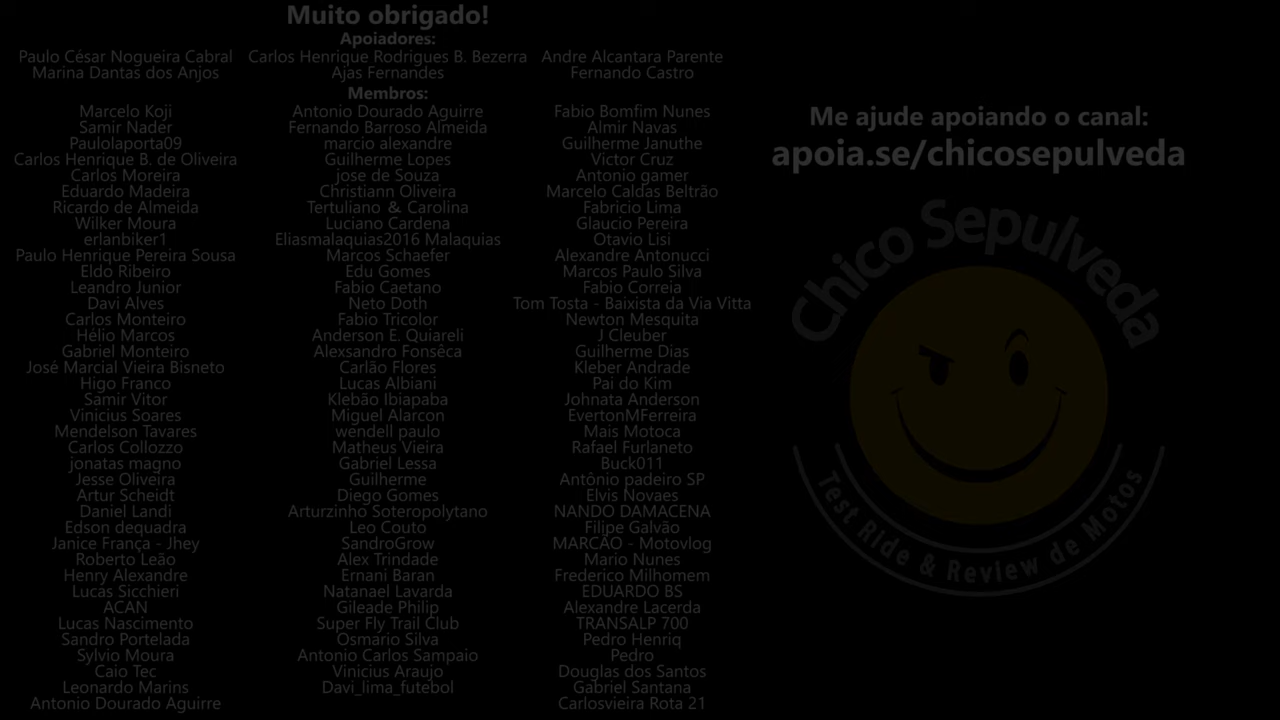 Muito obrigado!
Apoiadores:
Paulo César Nogueira Cabral
Marina Dantas dos Anjos
Carlos Henrique Rodrigues B. Bezerra
Ajas Fernandes
Andre Alcantara Parente
Fernando Castro
Membros:
Marcelo Koji
Samir Nader
Paulolaporta09
Carlos Henrique B. de Oliveira
Carlos Moreira
Eduardo Madeira
Ricardo de Almeida
Wilker Moura
erlanbiker1
Paulo Henrique Pereira Sousa
Eldo Ribeiro
Leandro Junior
Davi Alves
Carlos Monteiro
Hélio Marcos
Gabriel Monteiro
José Marcial Vieira Bisneto
Higo Franco
Samir Vitor
Vinicius Soares
Mendelson Tavares
Carlos Collozzo
jonatas magno
Jesse Oliveira
Artur Scheidt
Daniel Landi
Edson dequadra
Janice França - Jhey
Roberto Leão
Henry Alexandre
Lucas Sicchieri
ACAN
Lucas Nascimento
Sandro Portelada
Sylvio Moura
Caio Tec
Leonardo Marins
Antonio Dourado Aguirre
Antonio Dourado Aguirre
Fernando Barroso Almeida
marcio alexandre
Guilherme Lopes
jose de Souza
Christiann Oliveira
Tertuliano & Carolina
Luciano Cardena
Eliasmalaquias2016 Malaquias
Marcos Schaefer
Edu Gomes
Fabio Caetano
Neto Doth
Fabio Tricolor
Anderson E. Quiareli
Alexsandro Fonsêca
Carlão Flores
Lucas Albiani
Klebão Ibiapaba
Miguel Alarcon
wendell paulo
Matheus Vieira
Gabriel Lessa
Guilherme
Diego Gomes
Arturzinho Soteropolytano
Leo Couto
SandroGrow
Alex Trindade
Ernani Baran
Natanael Lavarda
Gileade Philip
Super Fly Trail Club
Osmario Silva
Antonio Carlos Sampaio
Vinicius Araujo
Davi_lima_futebol
Fabio Bomfim Nunes
Almir Navas
Guilherme Januthe
Victor Cruz
Antonio gamer
Marcelo Caldas Beltrão
Fabricio Lima
Glaucio Pereira
Otavio Lisi
Alexandre Antonucci
Marcos Paulo Silva
Fabio Correia
Tom Tosta - Baixista da Via Vitta
Newton Mesquita
J Cleuber
Guilherme Dias
Kleber Andrade
Pai do Kim
Johnata Anderson
EvertonMFerreira
Mais Motoca
Rafael Furlaneto
Buck011
Antônio padeiro SP
Elvis Novaes
NANDO DAMACENA
Filipe Galvão
MARCÃO - Motovlog
Mario Nunes
Frederico Milhomem
EDUARDO BS
Alexandre Lacerda
TRANSALP 700
Pedro Henriq
Pedro
Douglas dos Santos
Gabriel Santana
Carlosvieira Rota 21
Me ajude apoiando o canal:
apoia.se/chicosepulveda
Chico Sepulveda
Test Ride & Review de Motos